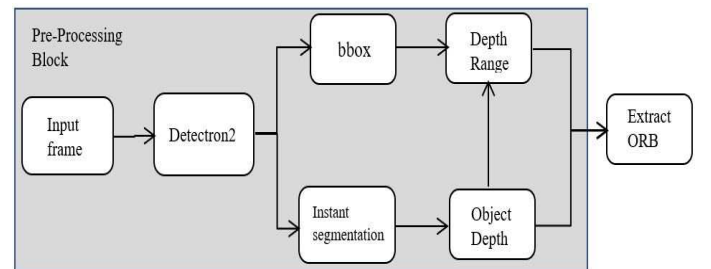 Pre-Processing
Block
Input
frame
Detectron2
bbox
Depth
Range
Instant
segmentation
Object
Depth
Extract
ORB